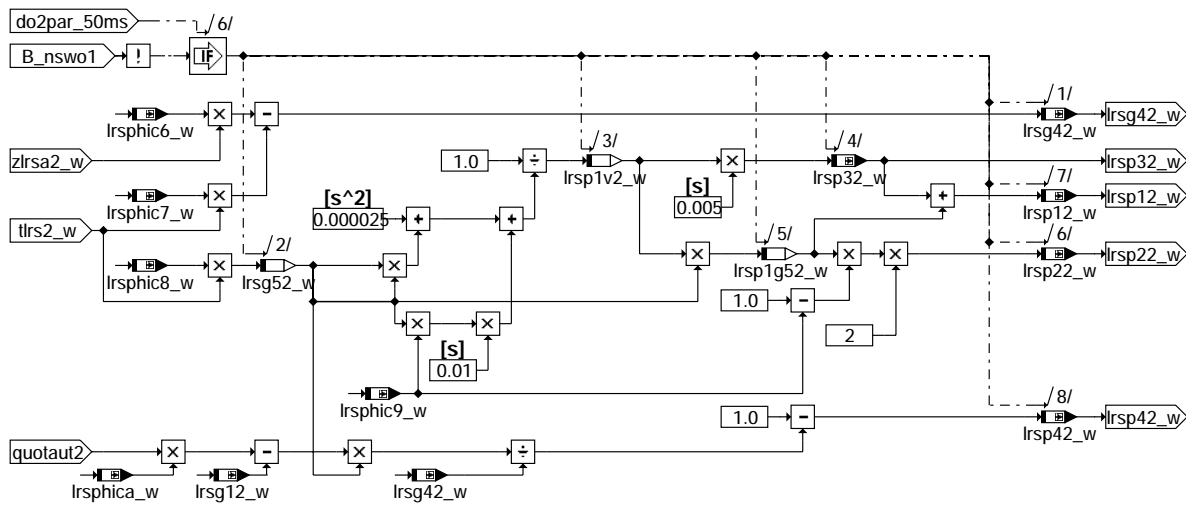 do2par_50ms
/6/
B_nswo1
!
IF
/1/
lrsphic6_w
lrsg42_w
lrsg42_w
zlrsa2_w
/3/
/4/
1.0
lrsp1v2_w
lrsp32_w
lrsp32_w
lrsphic7_w
[s^2]
0.000025
[s]
0.005
/7/
lrsp12_w
lrsp12_w
tlrs2_w
/2/
/5/
/6/
lrsphic8_w
lrsg52_w
lrsp1g52_w
lrsp22_w
lrsp22_w
1.0
2
[s]
0.01
lrsphic9_w
/8/
1.0
lrsp42_w
lrsp42_w
quotaut2
lrsphica_w
lrsg12_w
lrsg42_w